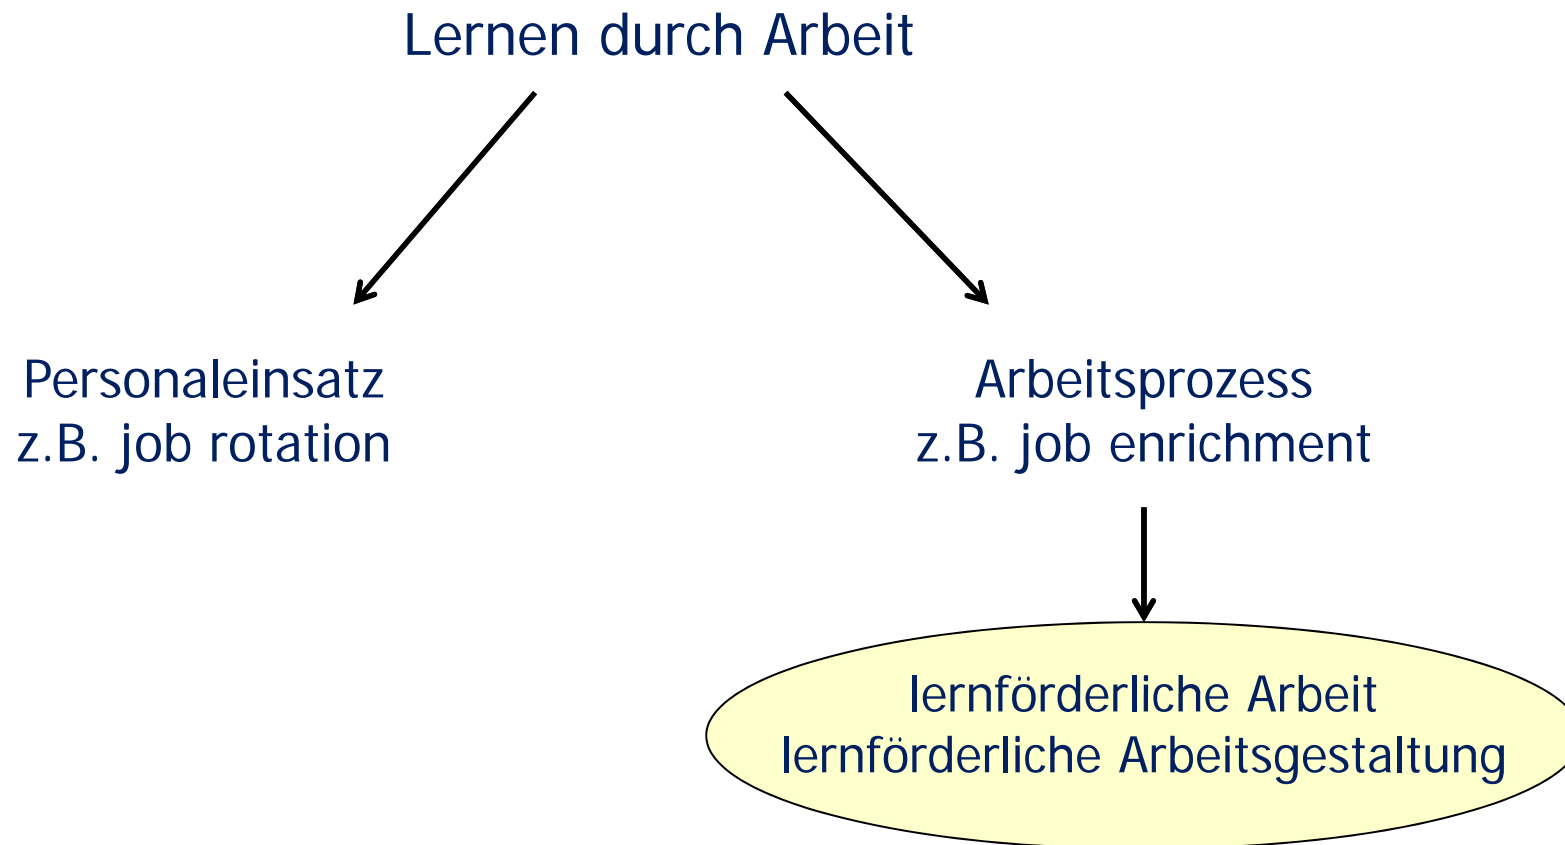 Lernen durch Arbeit
Personaleinsatz
z.B. job rotation
Arbeitsprozess
z.B. job enrichment
lernförderliche Arbeit
lernförderliche Arbeitsgestaltung